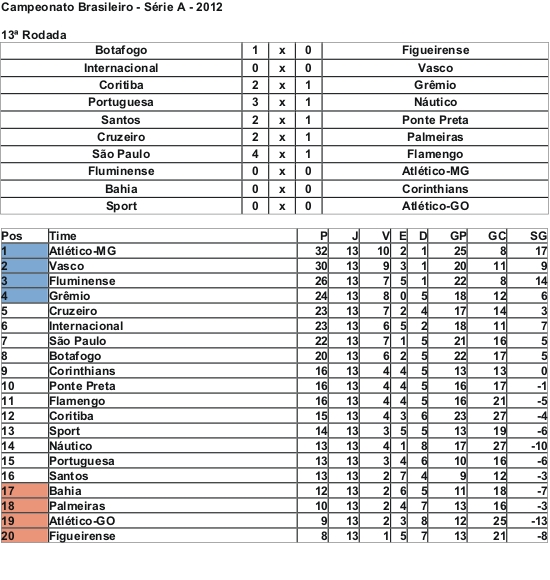 Campeonato Brasileiro - Série A - 2012
13ª Rodada
Botafogo 1 x 0 Figueirense
Internacional 0 x 0 Vasco
Coritiba 2 x 1 Grêmio
Portuguesa 3 x 1 Náutico
Santos 2 x 1 Ponte Preta
Cruzeiro 2 x 1 Palmeiras
São Paulo 4 x 1 Flamengo
Fluminense 0 x 0 Atlético-MG
Bahia 0 x 0 Corinthians
Sport 0 x 0 Atlético-GO
Pos Time P J V E D GP GC SG
1 Atlético-MG 32 13 10 2 1 25 8 17
2 Vasco 30 13 9 3 1 20 11 9
3 Fluminense 26 13 7 5 1 22 8 14
4 Grêmio 24 13 8 0 5 18 12 6
5 Cruzeiro 23 13 7 2 4 17 14 3
6 Internacional 23 13 6 5 2 18 11 7
7 São Paulo 22 13 7 1 5 21 16 5
8 Botafogo 20 13 6 2 5 22 17 5
9 Corinthians 16 13 4 4 5 13 13 0
10 Ponte Preta 16 13 4 4 5 16 17 -1
11 Flamengo 16 13 4 4 5 16 21 -5
12 Coritiba 15 13 4 3 6 23 27 -4
13 Sport 14 13 3 5 5 13 19 -6
14 Náutico 13 13 4 1 8 17 27 -10
15 Portuguesa 13 13 3 4 6 10 16 -6
16 Santos 13 13 2 7 4 9 12 -3
17 Bahia 12 13 2 6 5 11 18 -7
18 Palmeiras 10 13 2 4 7 13 16 -3
19 Atlético-GO 9 13 2 3 8 12 25 -13
20 Figueirense 8 13 1 5 7 13 21 -8